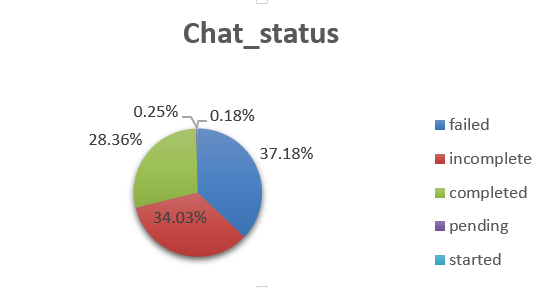 Chat_status
0.25%
0.18%
28.36%
37.18%
34.03%
failed
incomplete
completed
pending
started